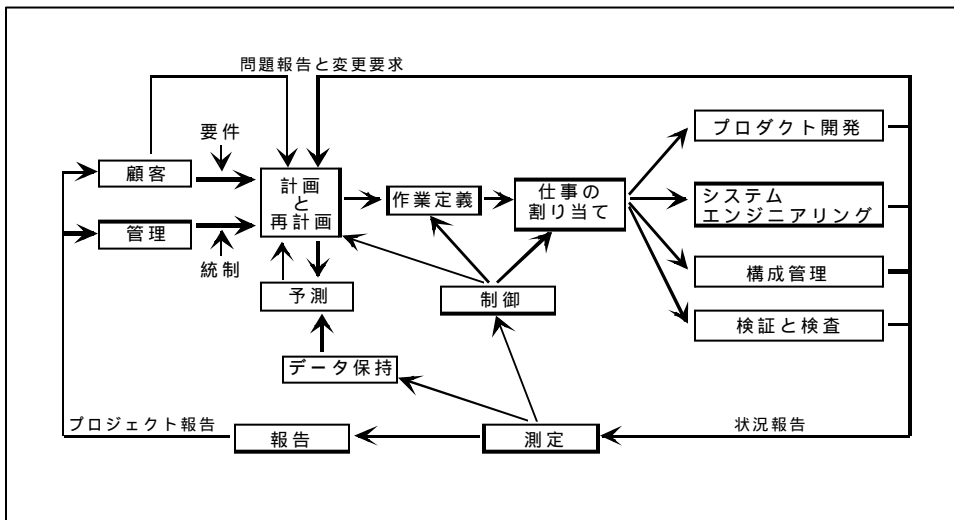 問題報告と変更要求
要件
顧客
管理
統制
計画
と
再計画
作業定義
仕事の
割り当て
プロダクト開発
システム
エンジニアリング
構成管理
検証と検査
予測
制御
データ保持
プロジェクト報告
報告
測定
状況報告